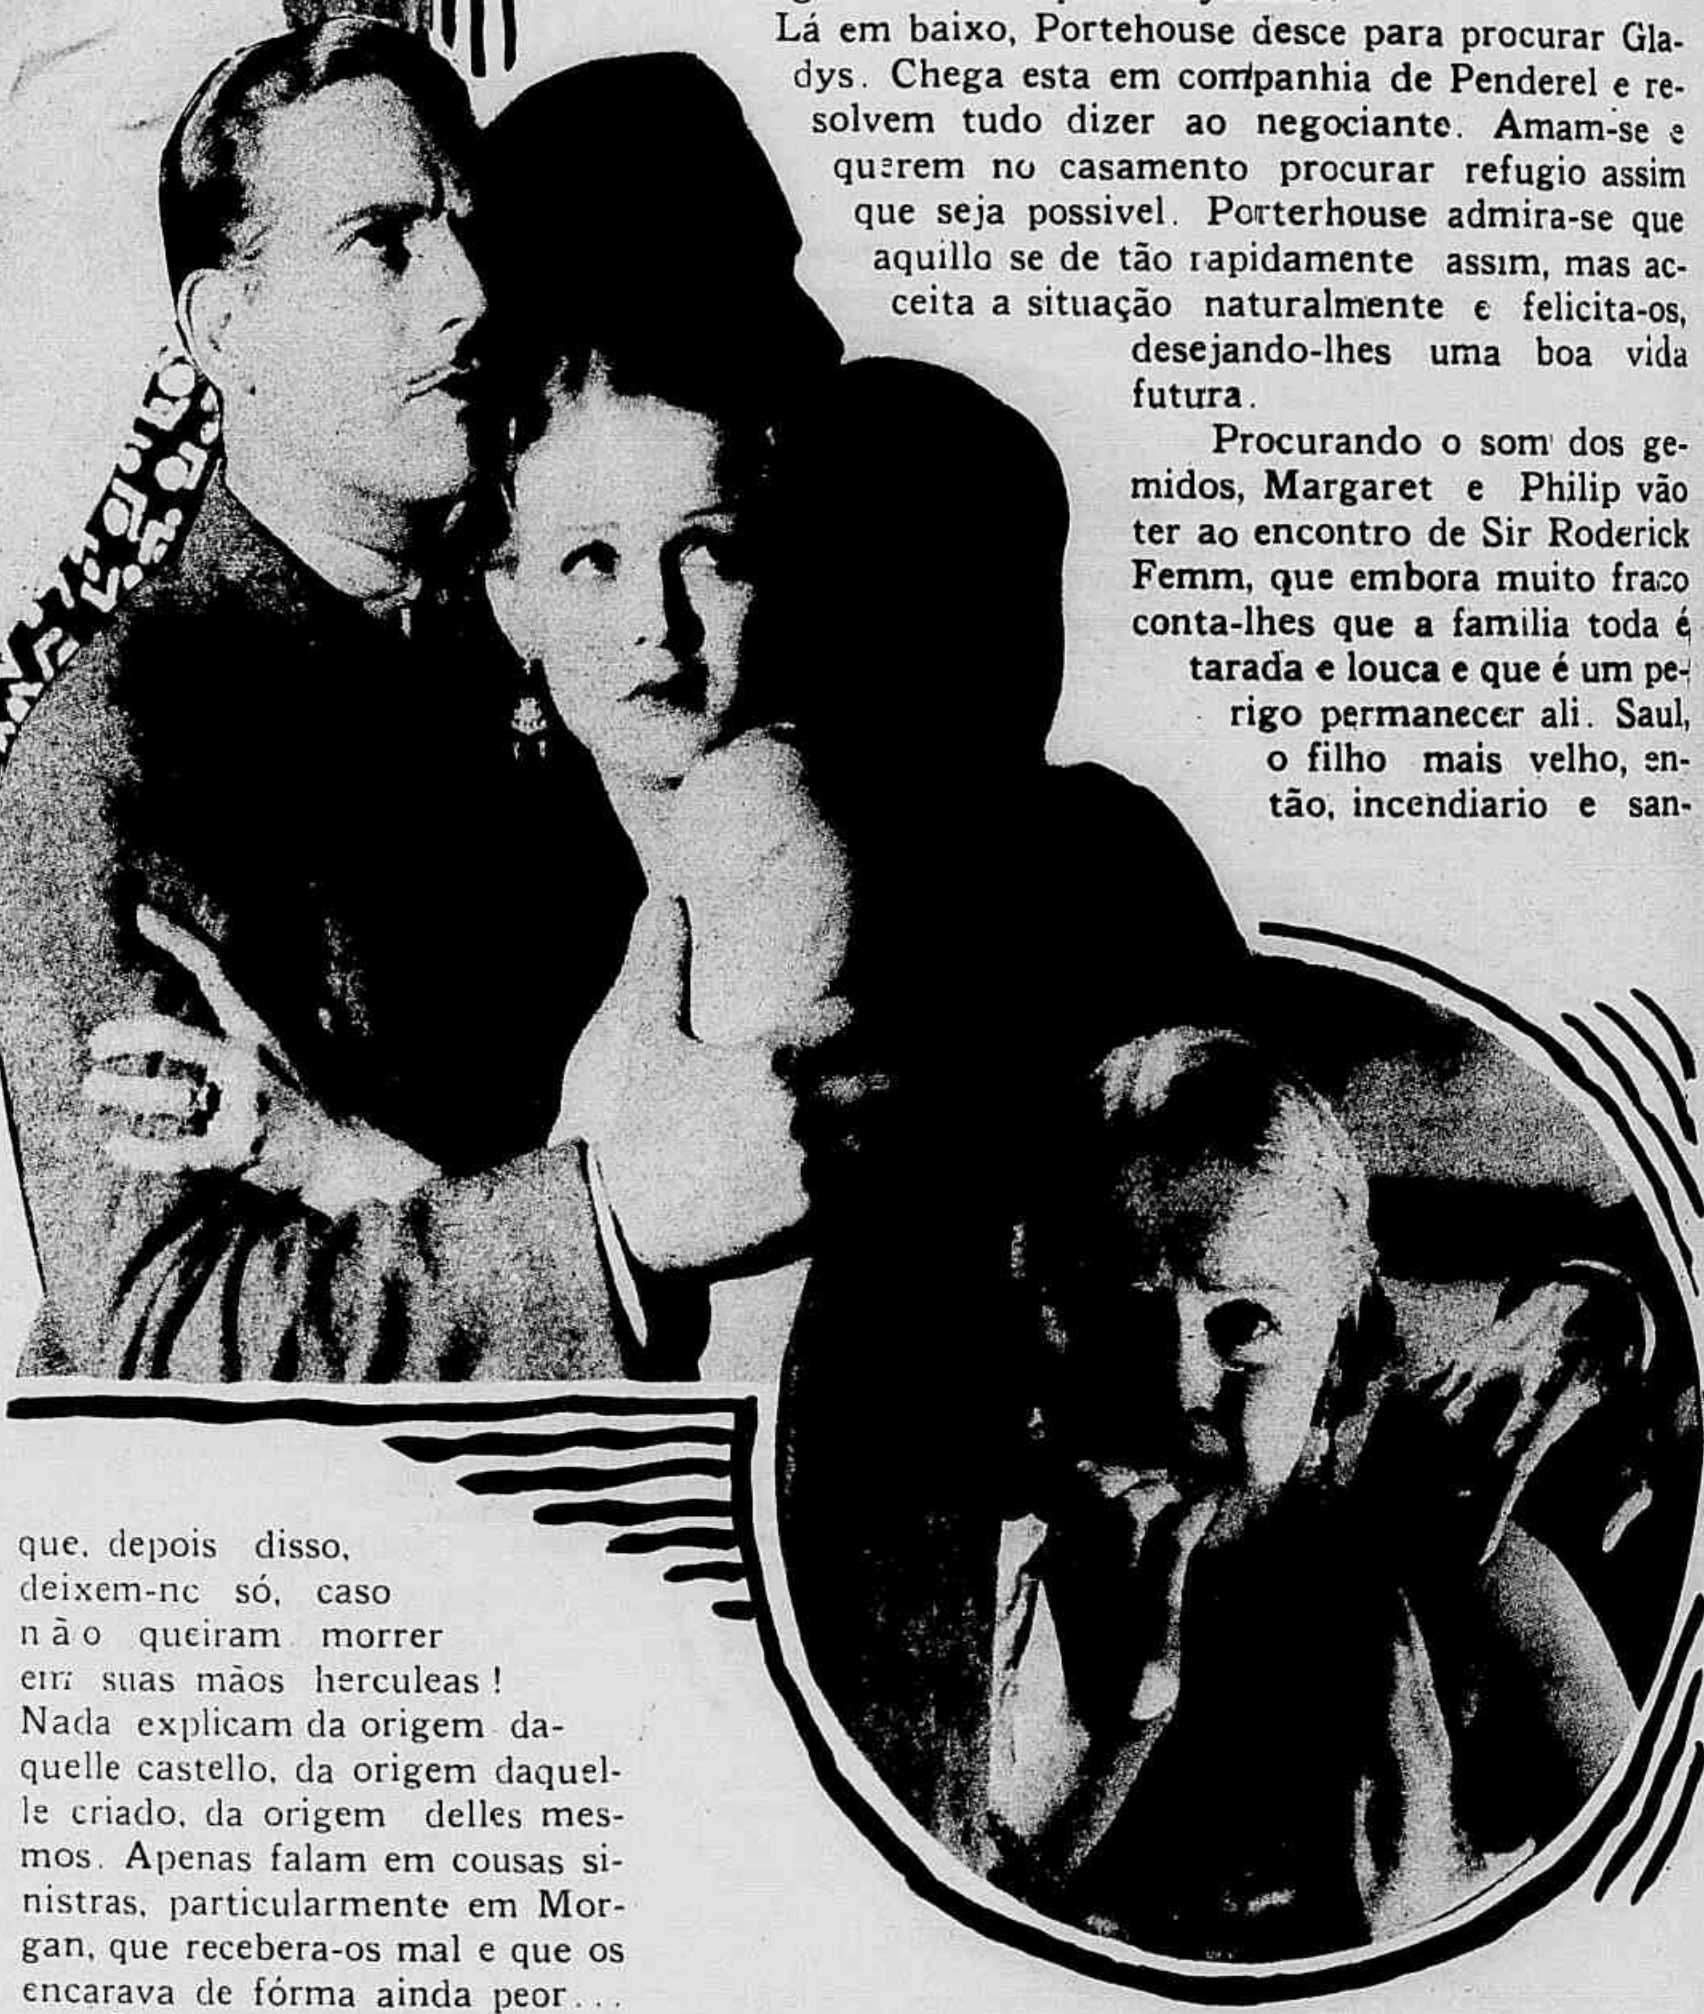 Lá em baixo, Portehouse desce para procurar Gla-
dys. Chega esta em companhia de Penderel e re-
solvem tudo dizer ao negociante. Amam-se e
querem no casamento procurar refugio assim
que seja possivel. Porterhouse admira-se que
aquillo se de tão rapidamente assim, mas ac-
ceita a situação naturalmente e felicita-os,
desejando-lhes uma boa vida
futura.
Procurando o som dos ge-
midos, Margaret e Philip vão
ter ao encontro de Sir Roderick
Femm, que embora muito fraco
conta-lhes que a familia toda é
tarada e louca e que é um pe-
rigo permanecer ali. Saul,
o filho mais velho, en-
tão, incendiario e san-
que, depois disso,
deixem-no só, caso
não queiram morrer
em suas mãos herculeas!
Nada explicam da origem da-
quelle castello, da origem daquel-
le criado, da origem delles mes-
mos. Apenas falam em cousas si-
nistras, particularmente em Mor-
gan, que recebera-os mal e que os
encarava de fórma ainda peor...